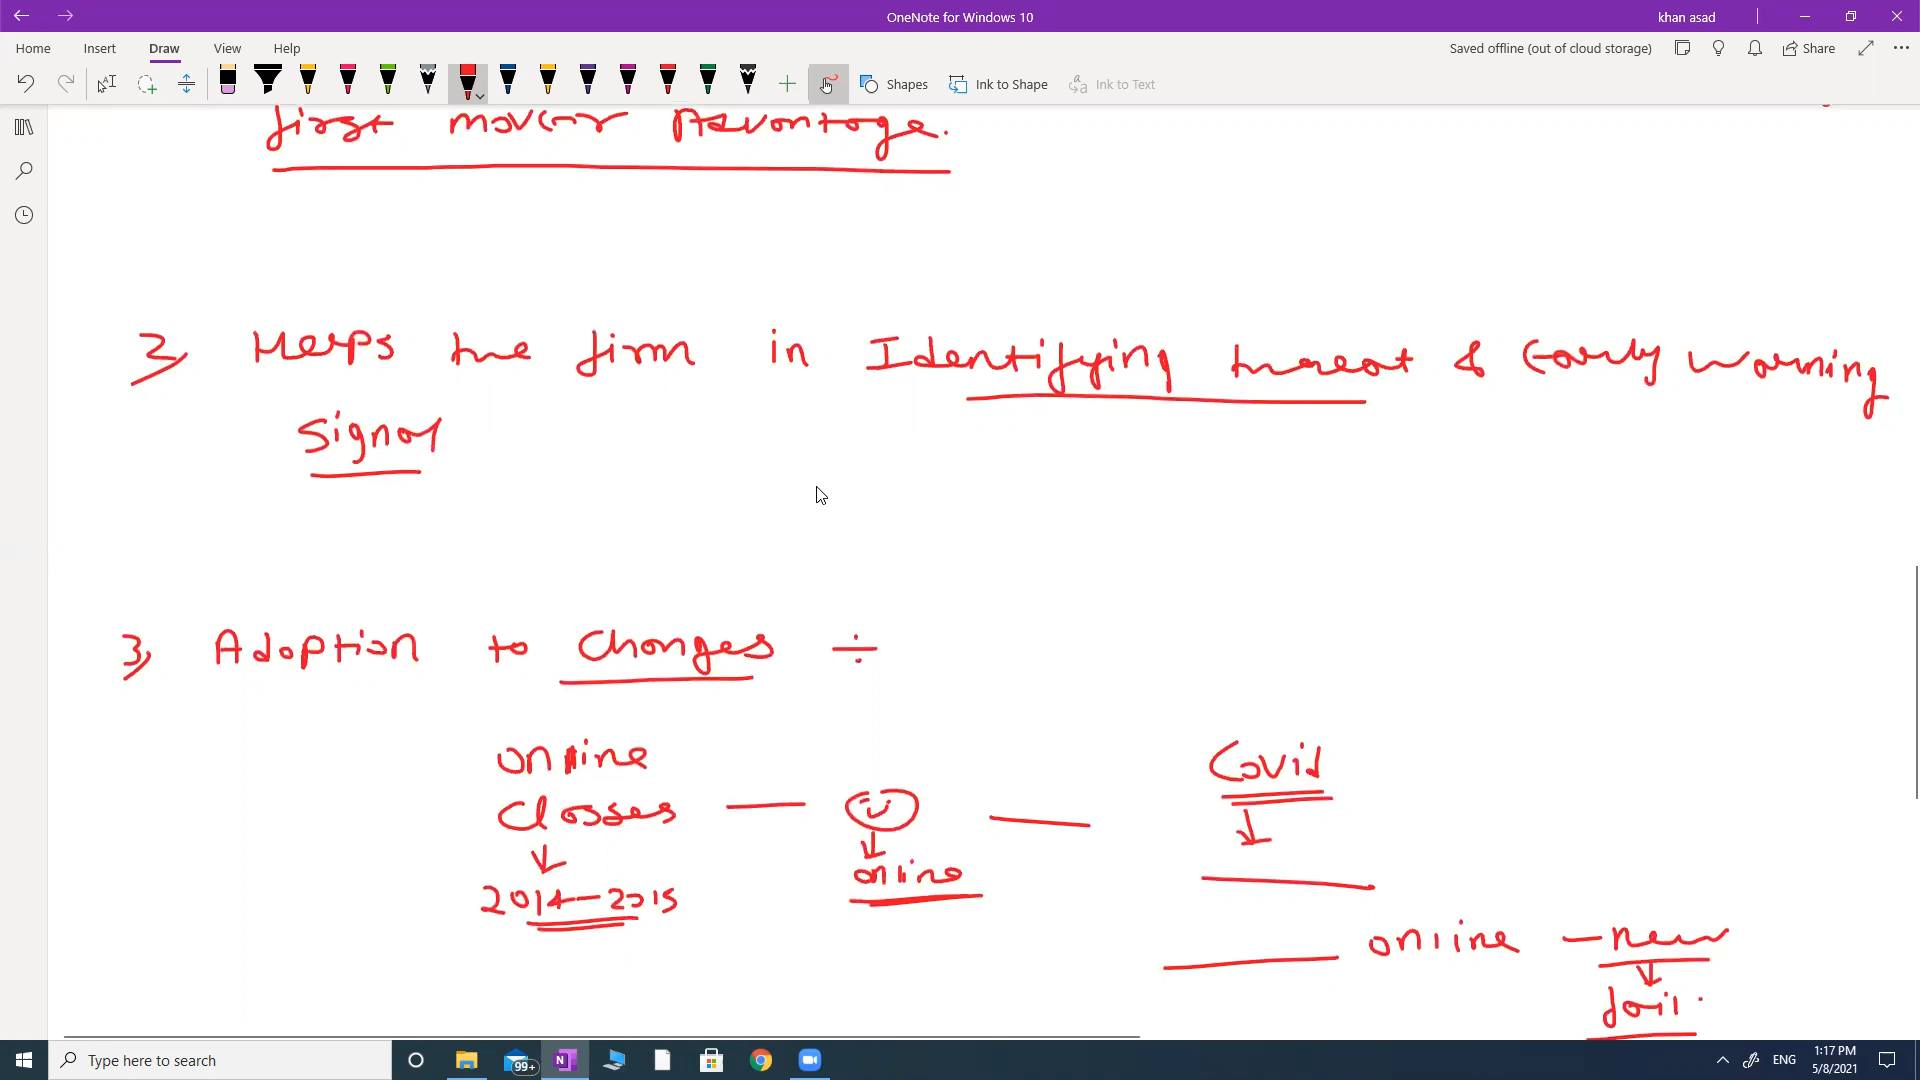 OneNote for Windows 10
khan asad
Home Insert Draw View Help
Saved offline (out of cloud storage)
Share
Shapes
Ink to Shape
Ink to Text
first mover Advantage.
2, Helps the firm in Identifying threat & Early Warning
Signal
3, Adoption to Changes ÷
online
Classes
2014-2015
online
Covid
online - new
fail.
Type here to search
99+
ENG
1:17 PM
5/8/2021